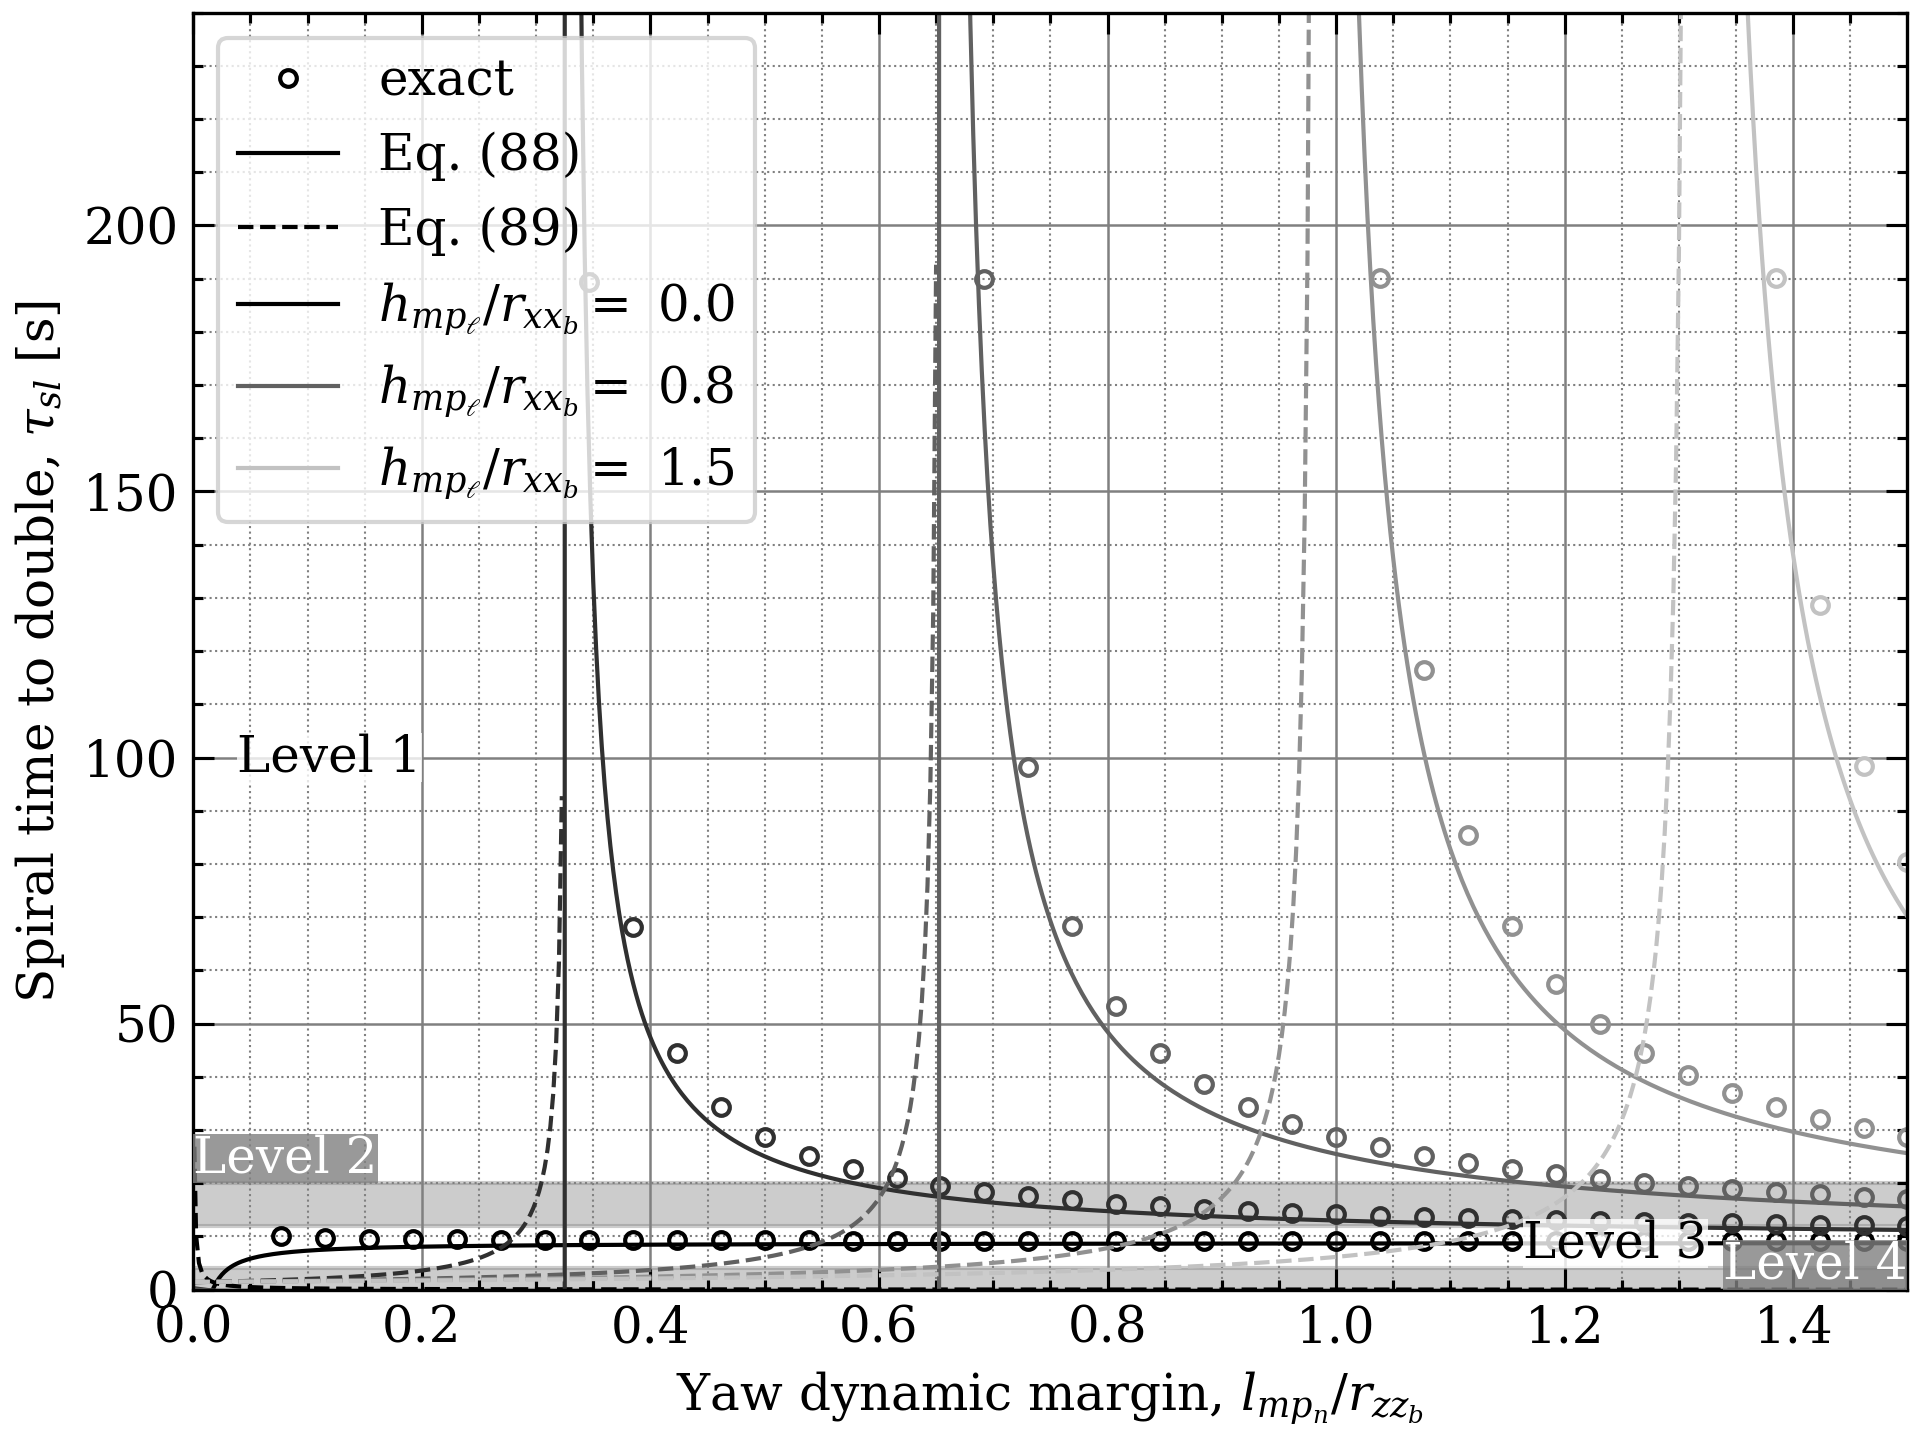 exact
Eq. (88)
Eq. (89)
h_{mp_ℓ}/r_{xx_b} = 0.0
h_{mp_ℓ}/r_{xx_b} = 0.8
h_{mp_ℓ}/r_{xx_b} = 1.5
200
150
100
50
0
Spiral time to double, τ_{sl} [s]
Level 1
Level 2
Level 3
Level 4
0.0 0.2 0.4 0.6 0.8 1.0 1.2 1.4
Yaw dynamic margin, l_{mp_n}/r_{zz_b}